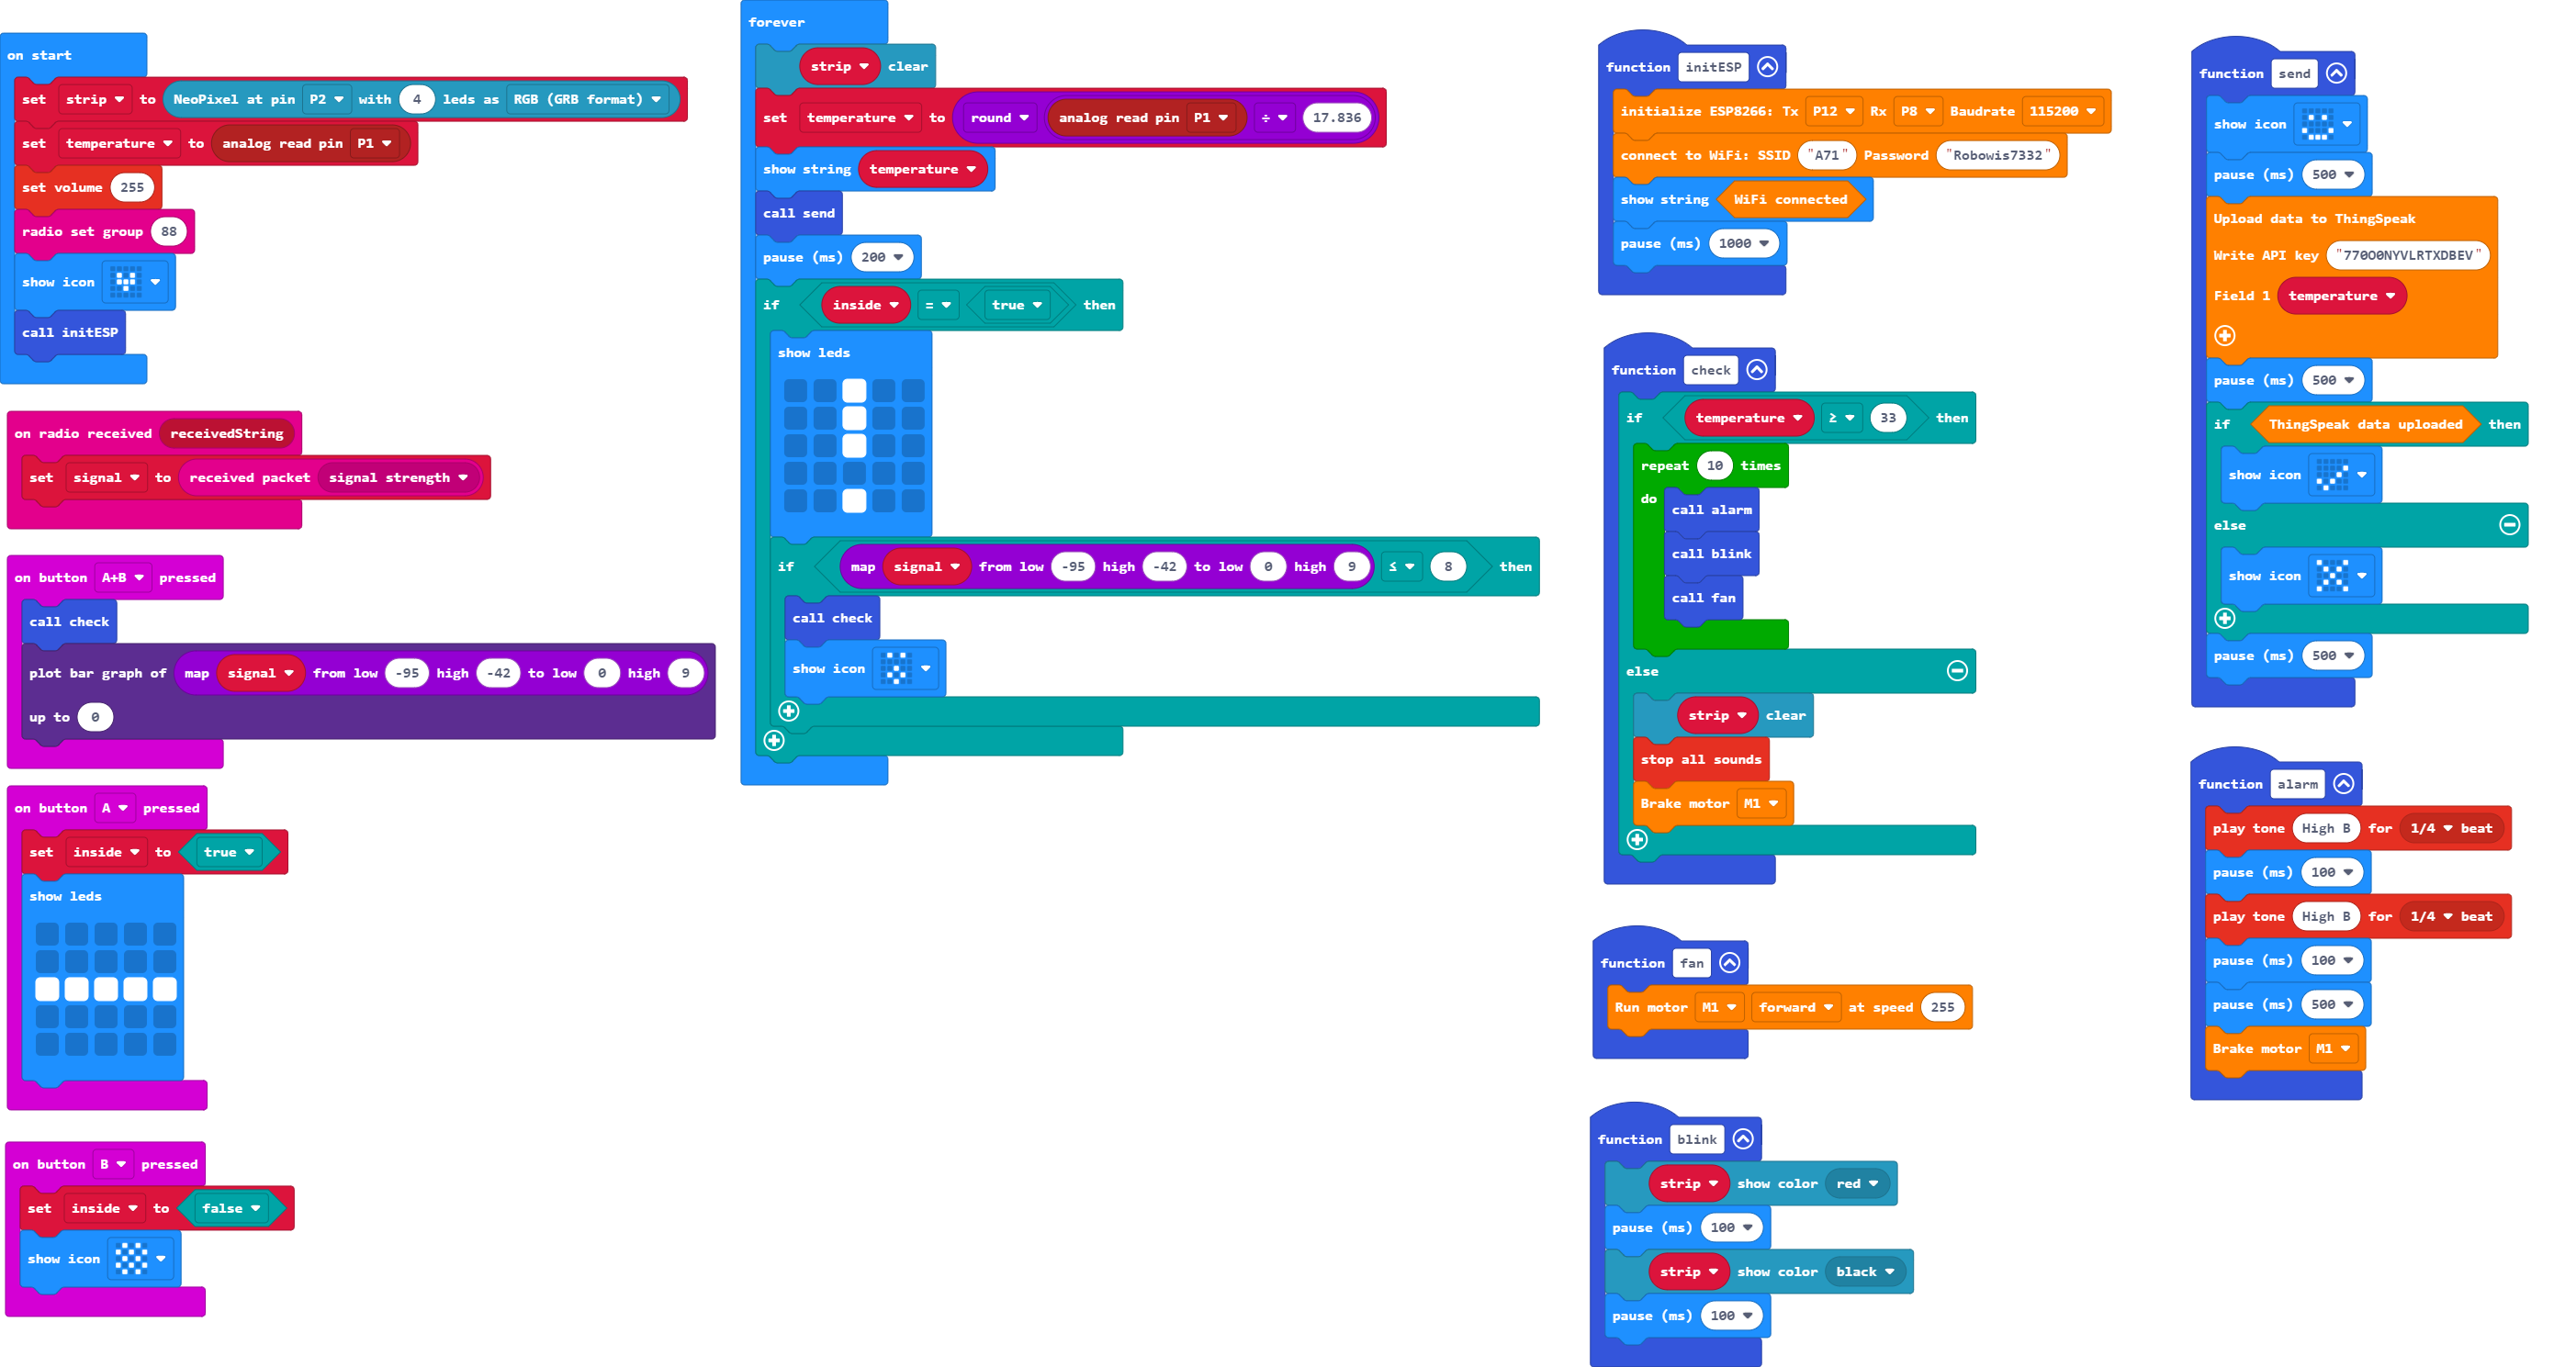 on start
set strip to NeoPixel at pin P2 with 4 leds as RGB (GRB format)
set temperature to analog read pin P1
set volume 255
radio set group 88
show icon
call initESP
on radio received receivedString
set signal to received packet signal strength
on button A+B pressed
call check
plot bar graph of map signal from low -95 high -42 to low 0 high 9
up to 0
on button A pressed
set inside to true
show leds
on button B pressed
set inside to false
show icon
forever
strip clear
set temperature to round analog read pin P1 ÷ 17.836
show string temperature
call send
pause (ms) 200
if inside = true then
show leds
if map signal from low -95 high -42 to low 0 high 9 ≤ 8 then
call check
show icon
function initESP
initialize ESP8266: Tx P12 Rx P8 Baudrate 115200
connect to WiFi: SSID "A71" Password "Robowis7332"
show string WiFi connected
pause (ms) 1000
function check
if temperature ≥ 33 then
repeat 10 times
do
call alarm
call blink
call fan
else
strip clear
stop all sounds
Brake motor M1
function fan
Run motor M1 forward at speed 255
function blink
strip show color red
pause (ms) 100
strip show color black
pause (ms) 100
function send
show icon
pause (ms) 500
Upload data to ThingSpeak
Write API key "770O0NYVLRTXDBEV"
Field 1 temperature
pause (ms) 500
if ThingSpeak data uploaded then
show icon
else
show icon
pause (ms) 500
function alarm
play tone High B for 1/4 beat
pause (ms) 100
play tone High B for 1/4 beat
pause (ms) 100
pause (ms) 500
Brake motor M1